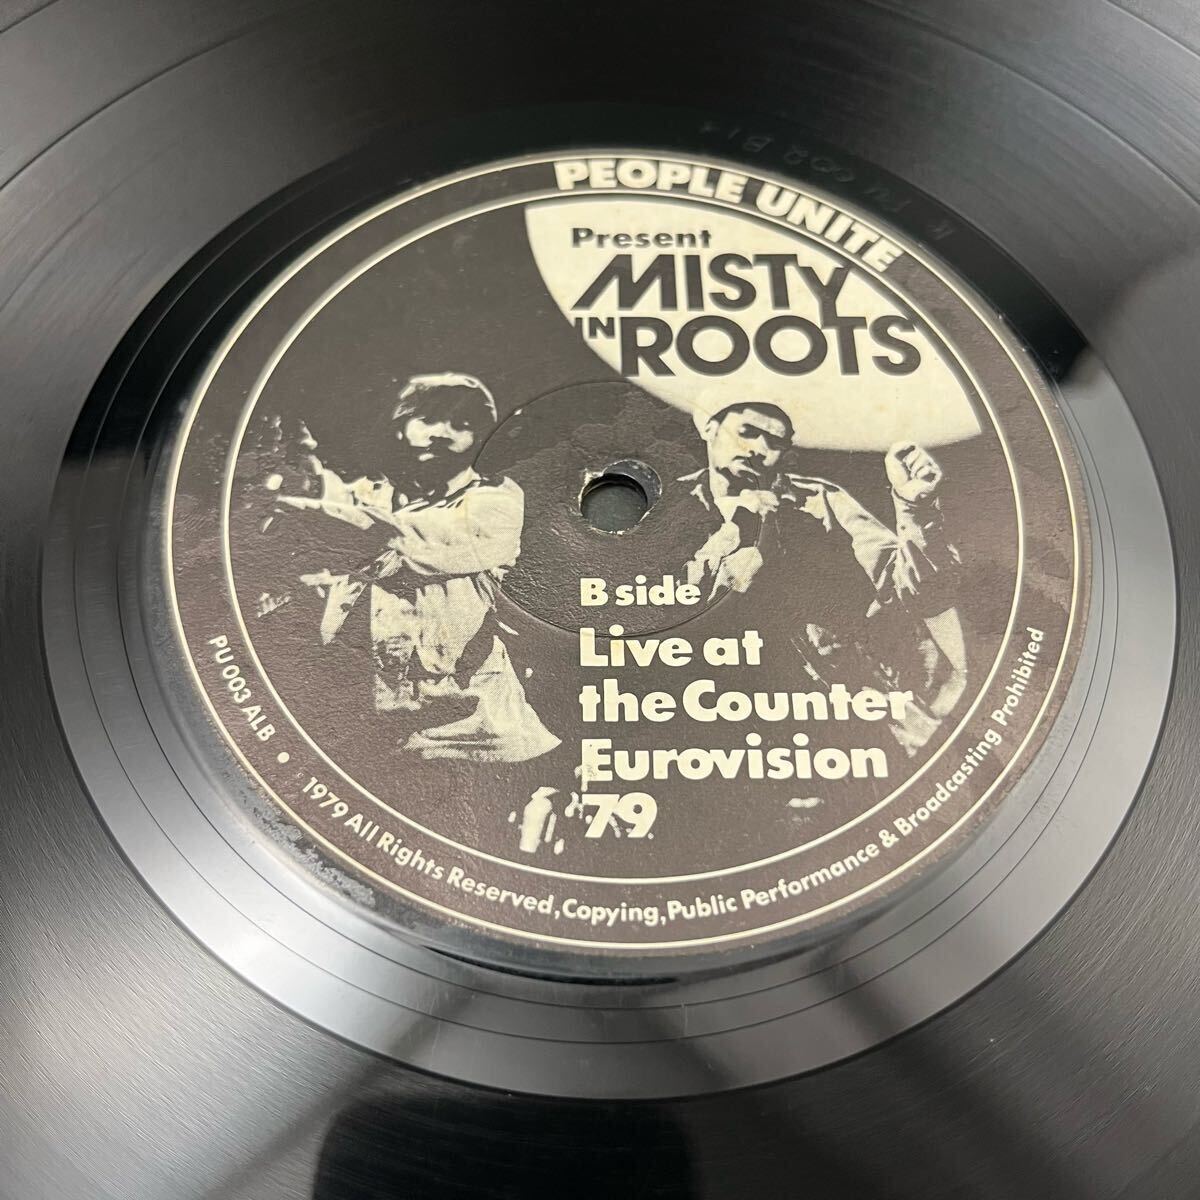 PEOPLE UNITE
Present
MISTY
IN ROOTS
B side
Live at
the Counter
Eurovision
79.
PU 003 ALB • 1979 All Rights Reserved, Copying, Public Performance & Broadcasting Prohibited